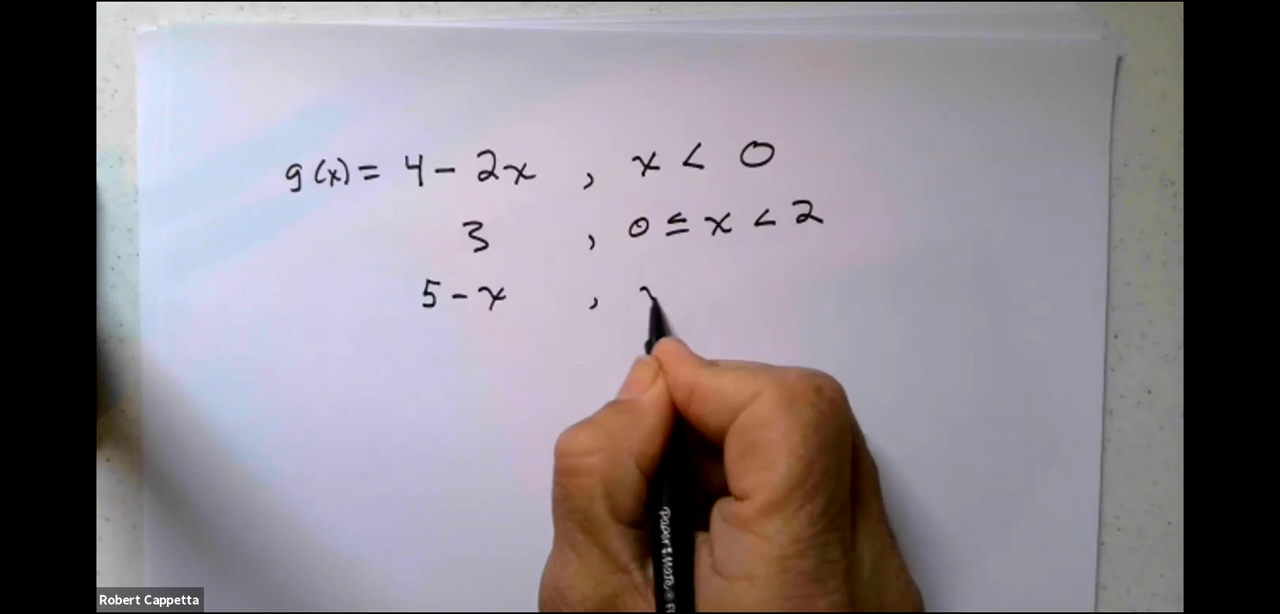 g(x) = 4 - 2x , x < 0
3 , 0 ≤ x < 2
5 - x ,
Robert Cappetta